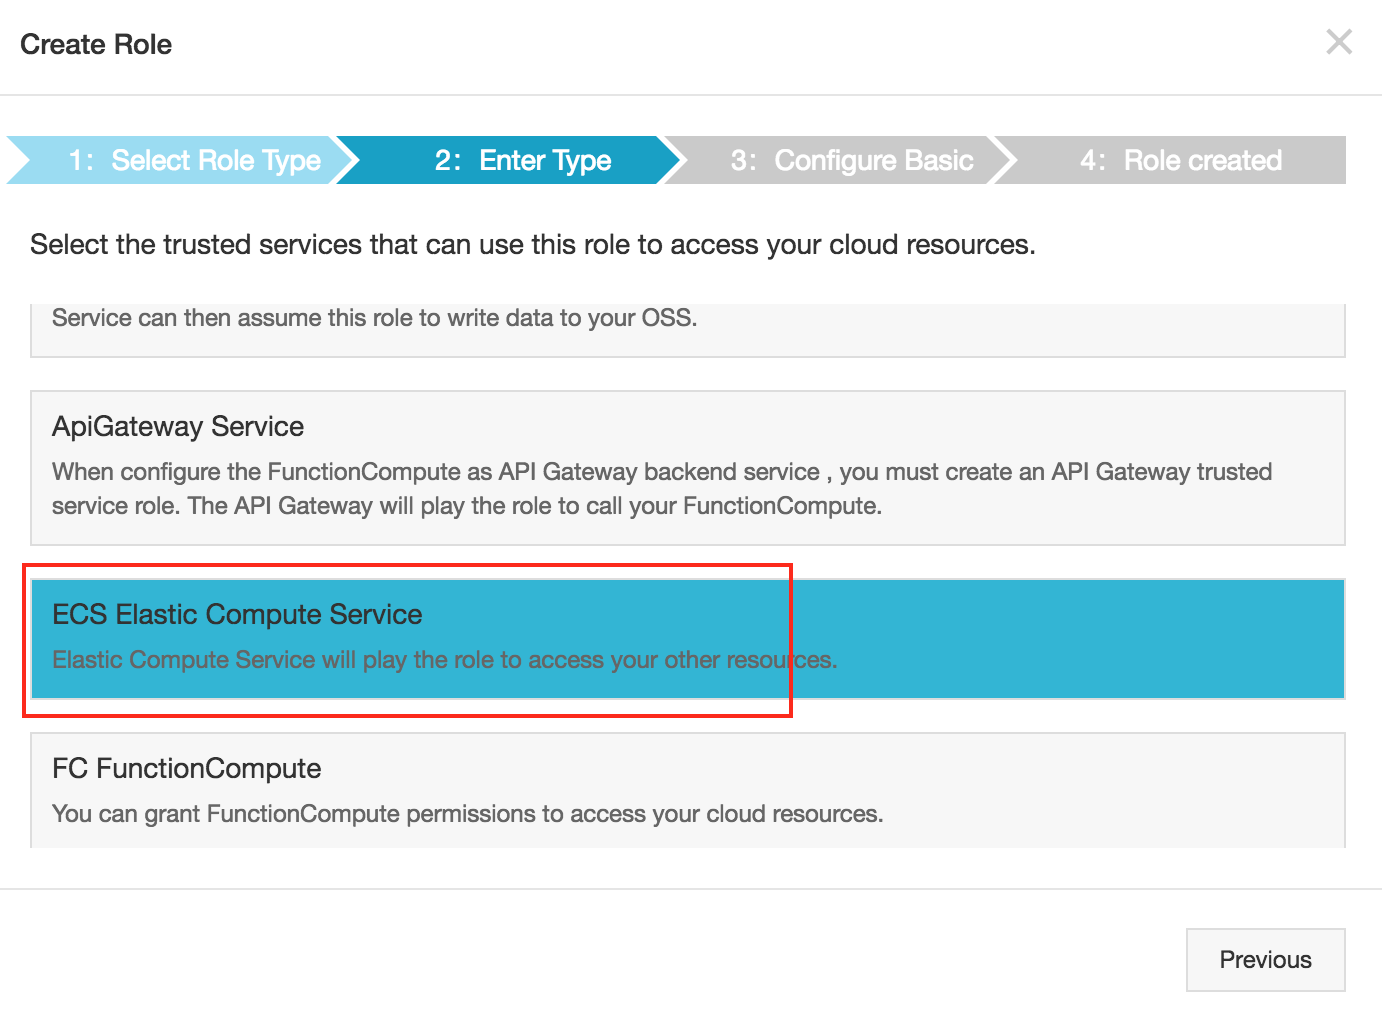 Create Role
1: Select Role Type
2: Enter Type
3: Configure Basic
4: Role created
Select the trusted services that can use this role to access your cloud resources.
Service can then assume this role to write data to your OSS.
ApiGateway Service
When configure the FunctionCompute as API Gateway backend service , you must create an API Gateway trusted
service role. The API Gateway will play the role to call your FunctionCompute.
ECS Elastic Compute Service
Elastic Compute Service will play the role to access your other resources.
FC FunctionCompute
You can grant FunctionCompute permissions to access your cloud resources.
Previous